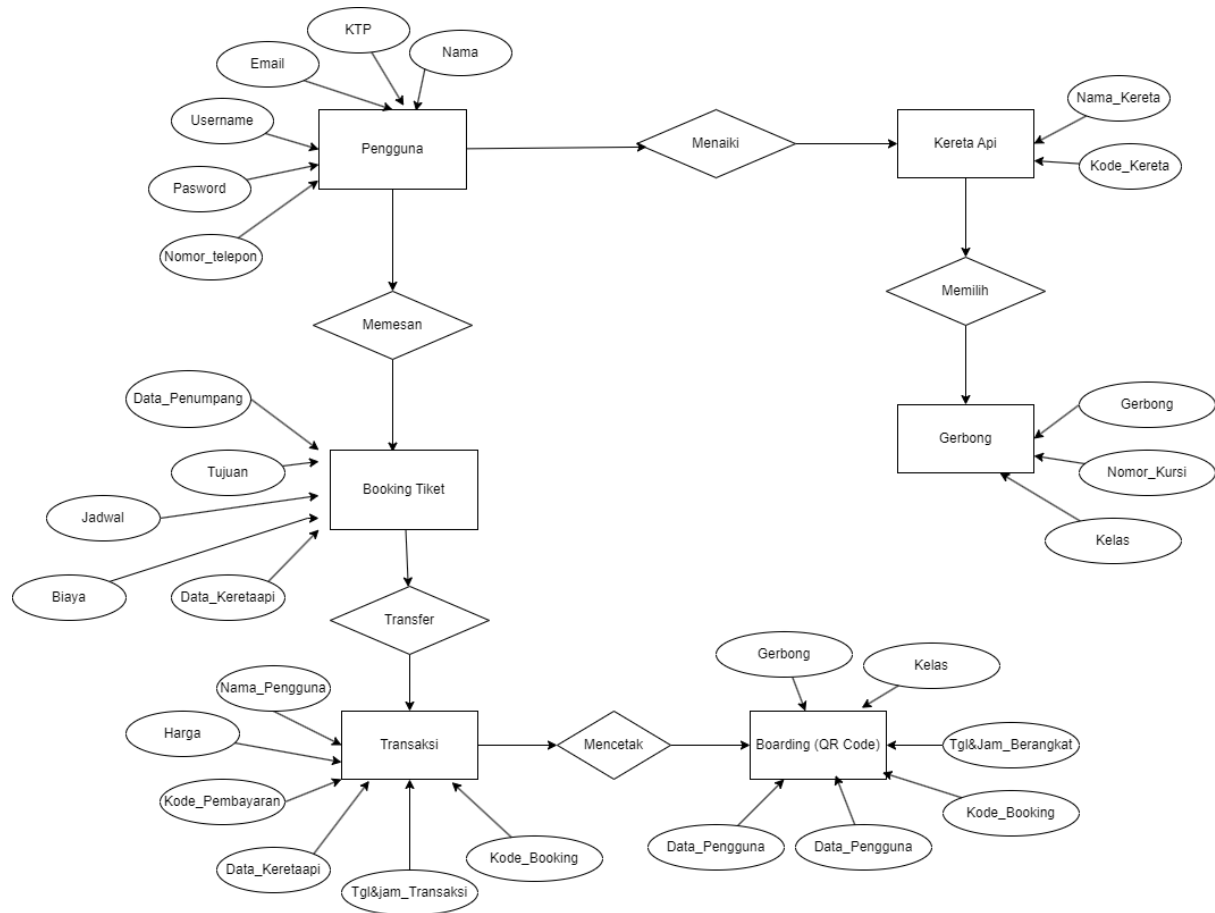 KTP
Nama
Email
Username
Pasword
Nomor_telepon
Pengguna
Menaiki
Kereta Api
Nama_Kereta
Kode_Kereta
Memilih
Memesan
Data_Penumpang
Tujuan
Jadwal
Biaya
Data_Keretaapi
Booking Tiket
Gerbong
Gerbong
Nomor_Kursi
Kelas
Transfer
Nama_Pengguna
Harga
Kode_Pembayaran
Data_Keretaapi
Tgl&jam_Transaksi
Kode_Booking
Transaksi
Mencetak
Boarding (QR Code)
Gerbong
Kelas
Tgl&Jam_Berangkat
Kode_Booking
Data_Pengguna
Data_Pengguna